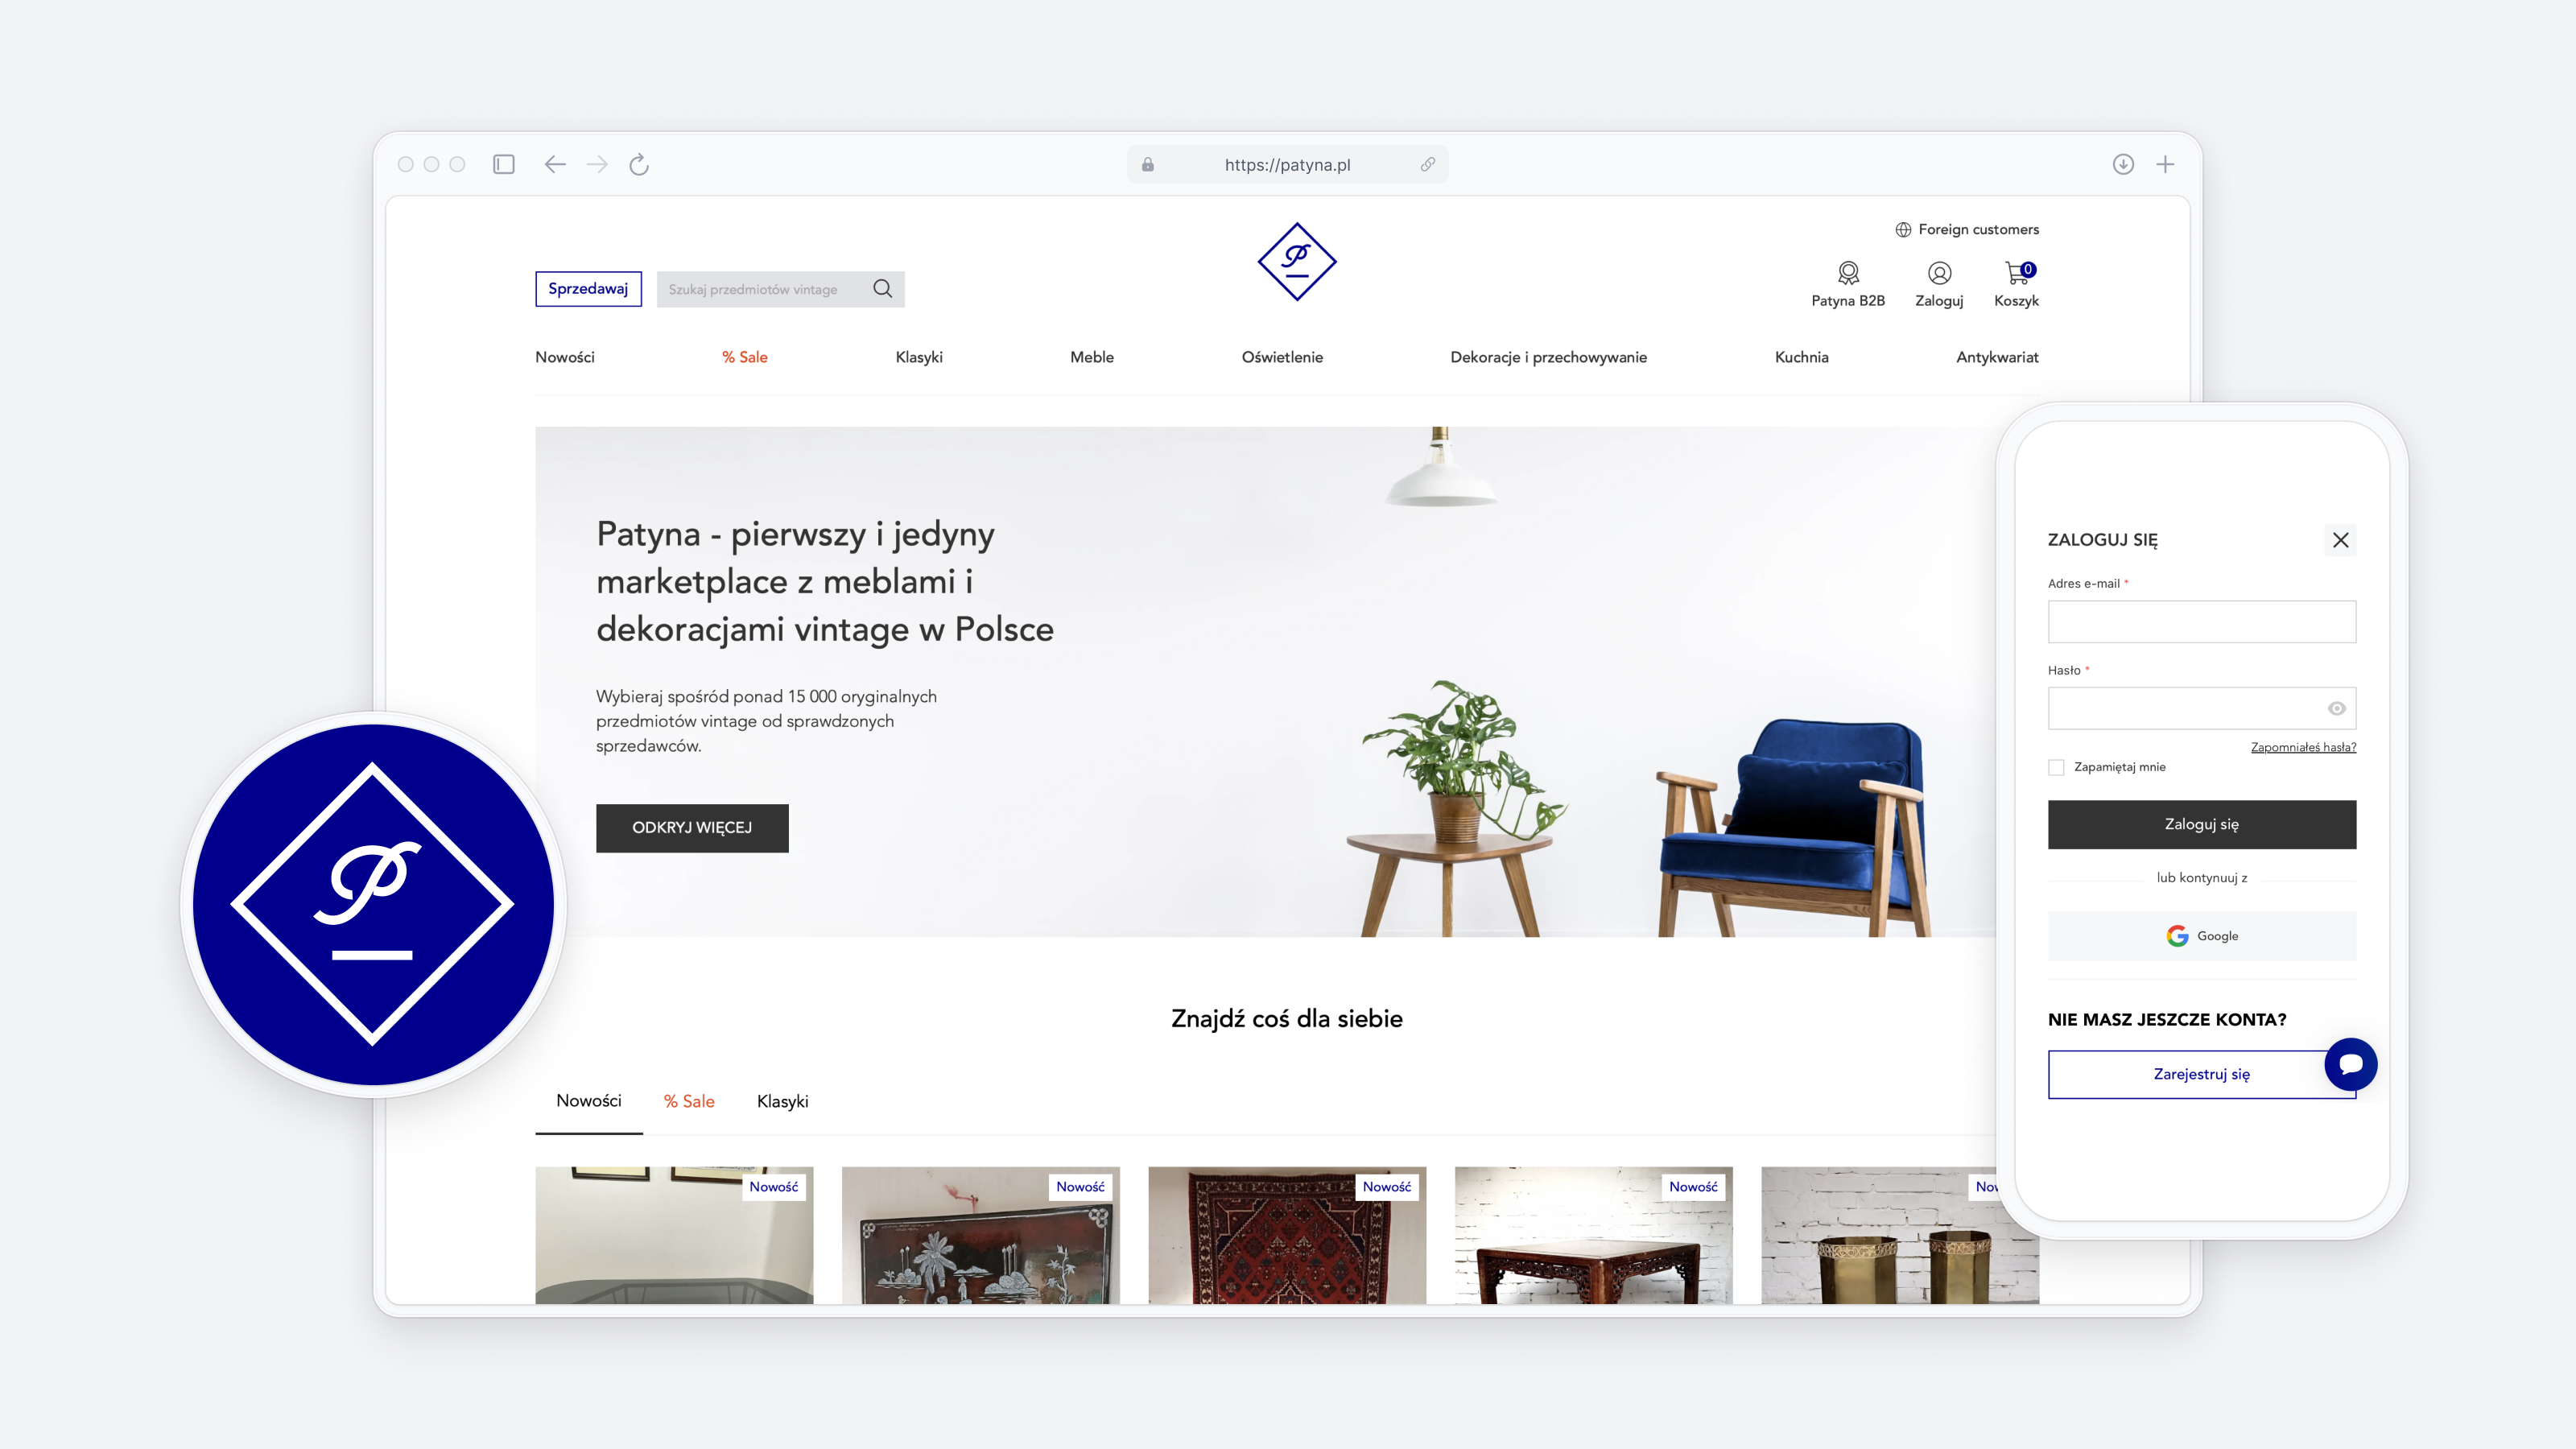 https://patyna.pl
Foreign customers
Sprzedawaj
Szukaj przedmiotów vintage
P
Patyna B2B
Zaloguj
0
Koszyk
Nowości
% Sale
Klasyki
Meble
Oświetlenie
Dekoracje i przechowywanie
Kuchnia
Antykwariat
Patyna - pierwszy i jedyny
marketplace z meblami i
dekoracjami vintage w Polsce
Wybieraj spośród ponad 15 000 oryginalnych
przedmiotów vintage od sprawdzonych
sprzedawców.
ODKRYJ WIĘCEJ
P
Znajdź coś dla siebie
Nowości
% Sale
Klasyki
Nowość
Nowość
Nowość
Nowość
ZALOGUJ SIĘ
Adres e-mail *
Hasło *
Zapomniałeś hasła?
Zapamiętaj mnie
Zaloguj się
lub kontynuuj z
Google
NIE MASZ JESZCZE KONTA?
Zarejestruj się